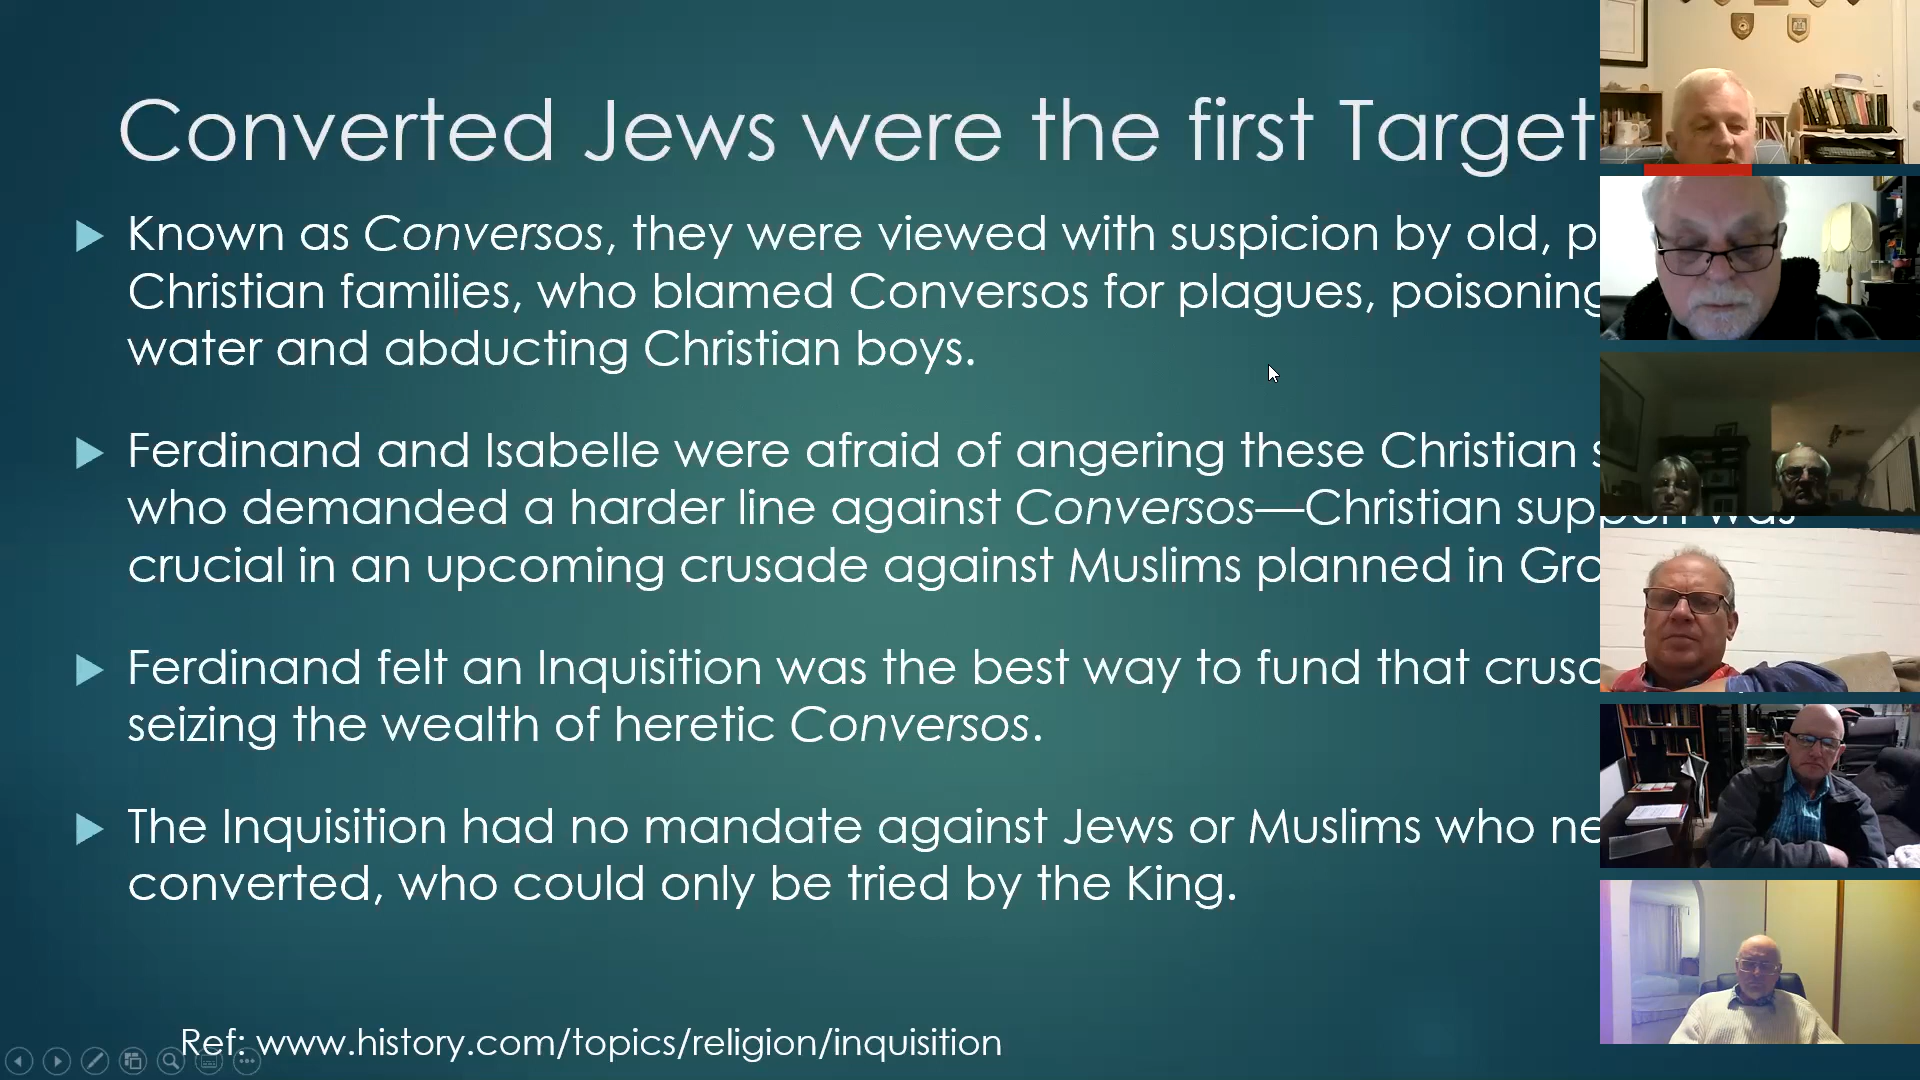 Converted Jews were the first Target
Known as Conversos, they were viewed with suspicion by old,
Christian families, who blamed Conversos for plagues, poisoning
water and abducting Christian boys.
Ferdinand and Isabelle were afraid of angering these Christian
who demanded a harder line against Conversos—Christian support was
crucial in an upcoming crusade against Muslims planned in
Ferdinand felt an Inquisition was the best way to fund that
seizing the wealth of heretic Conversos.
The Inquisition had no mandate against Jews or Muslims who
converted, who could only be tried by the King.
Ref: www.history.com/topics/religion/inquisition